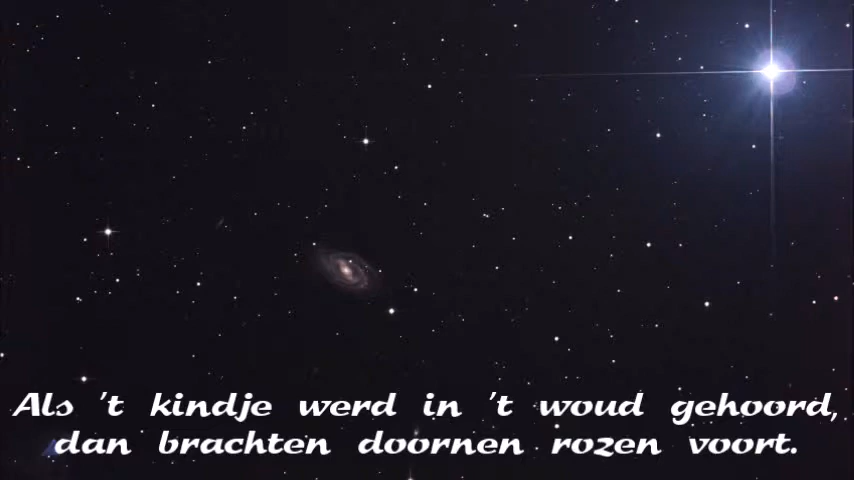 Als 't kindje werd in 't woud gehoord,
dan brachten doornen rozen voort.